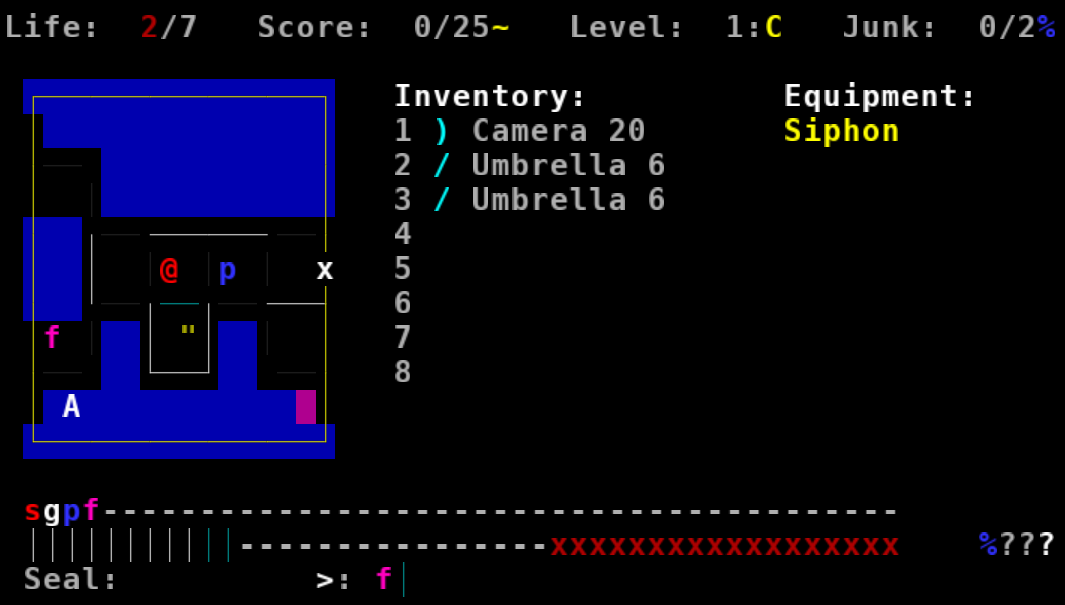 Life: 2/7 Score: 0/25~ Level: 1:C Junk: 0/2%
Inventory: Equipment:
1 ) Camera 20 Siphon
2 / Umbrella 6
3 / Umbrella 6
4
@ p x 5
6
f " 7
8
A
sgpf-----------------------------------------
|||||||||||----------------xxxxxxxxxxxxxxxxxx %???
Seal: >: f|